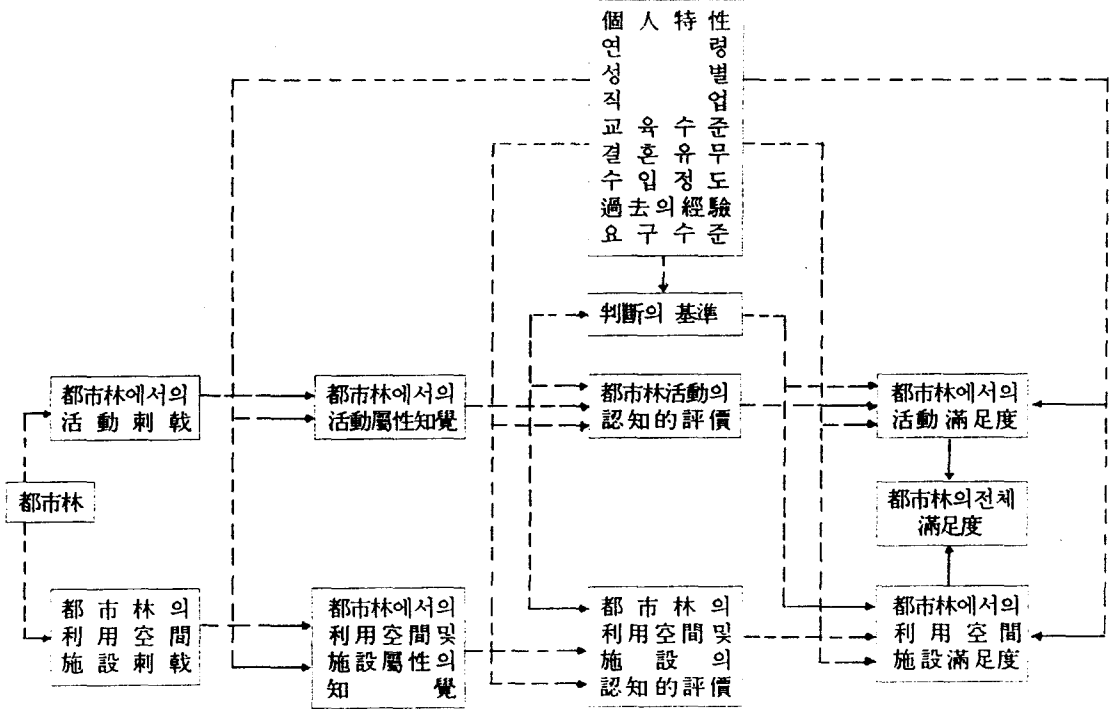 個人特性
연령
성별
직업
교육수준
결혼유무
수입정도
過去의經驗
요구수준
判斷의 基準
都市林에서의
活動刺戟
都市林에서의
活動屬性知覺
都市林活動의
認知的評價
都市林에서의
活動滿足度
都市林
都市林의전체
滿足度
都市林의
利用空間
施設刺戟
都市林에서의
利用空間및
施設屬性의
知覺
都市林의
利用空間및
施設의
認知的評價
都市林에서의
利用空間
施設滿足度